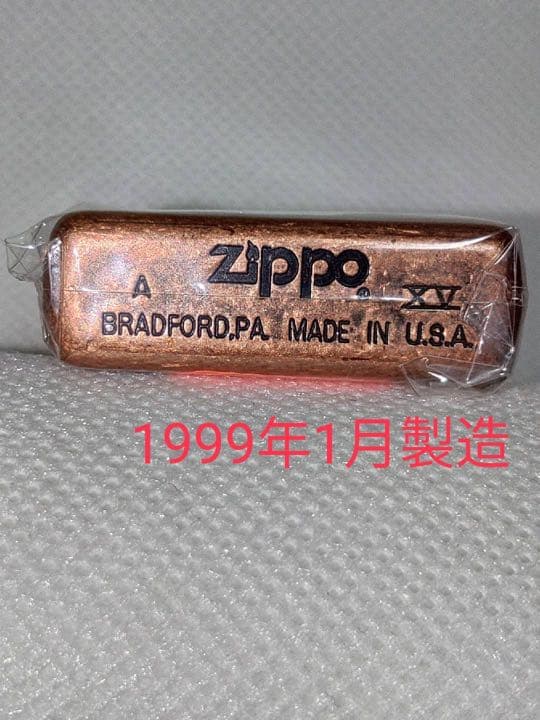 zippo®
A XV
BRADFORD,PA. MADE IN U.S.A.
1999年1月製造